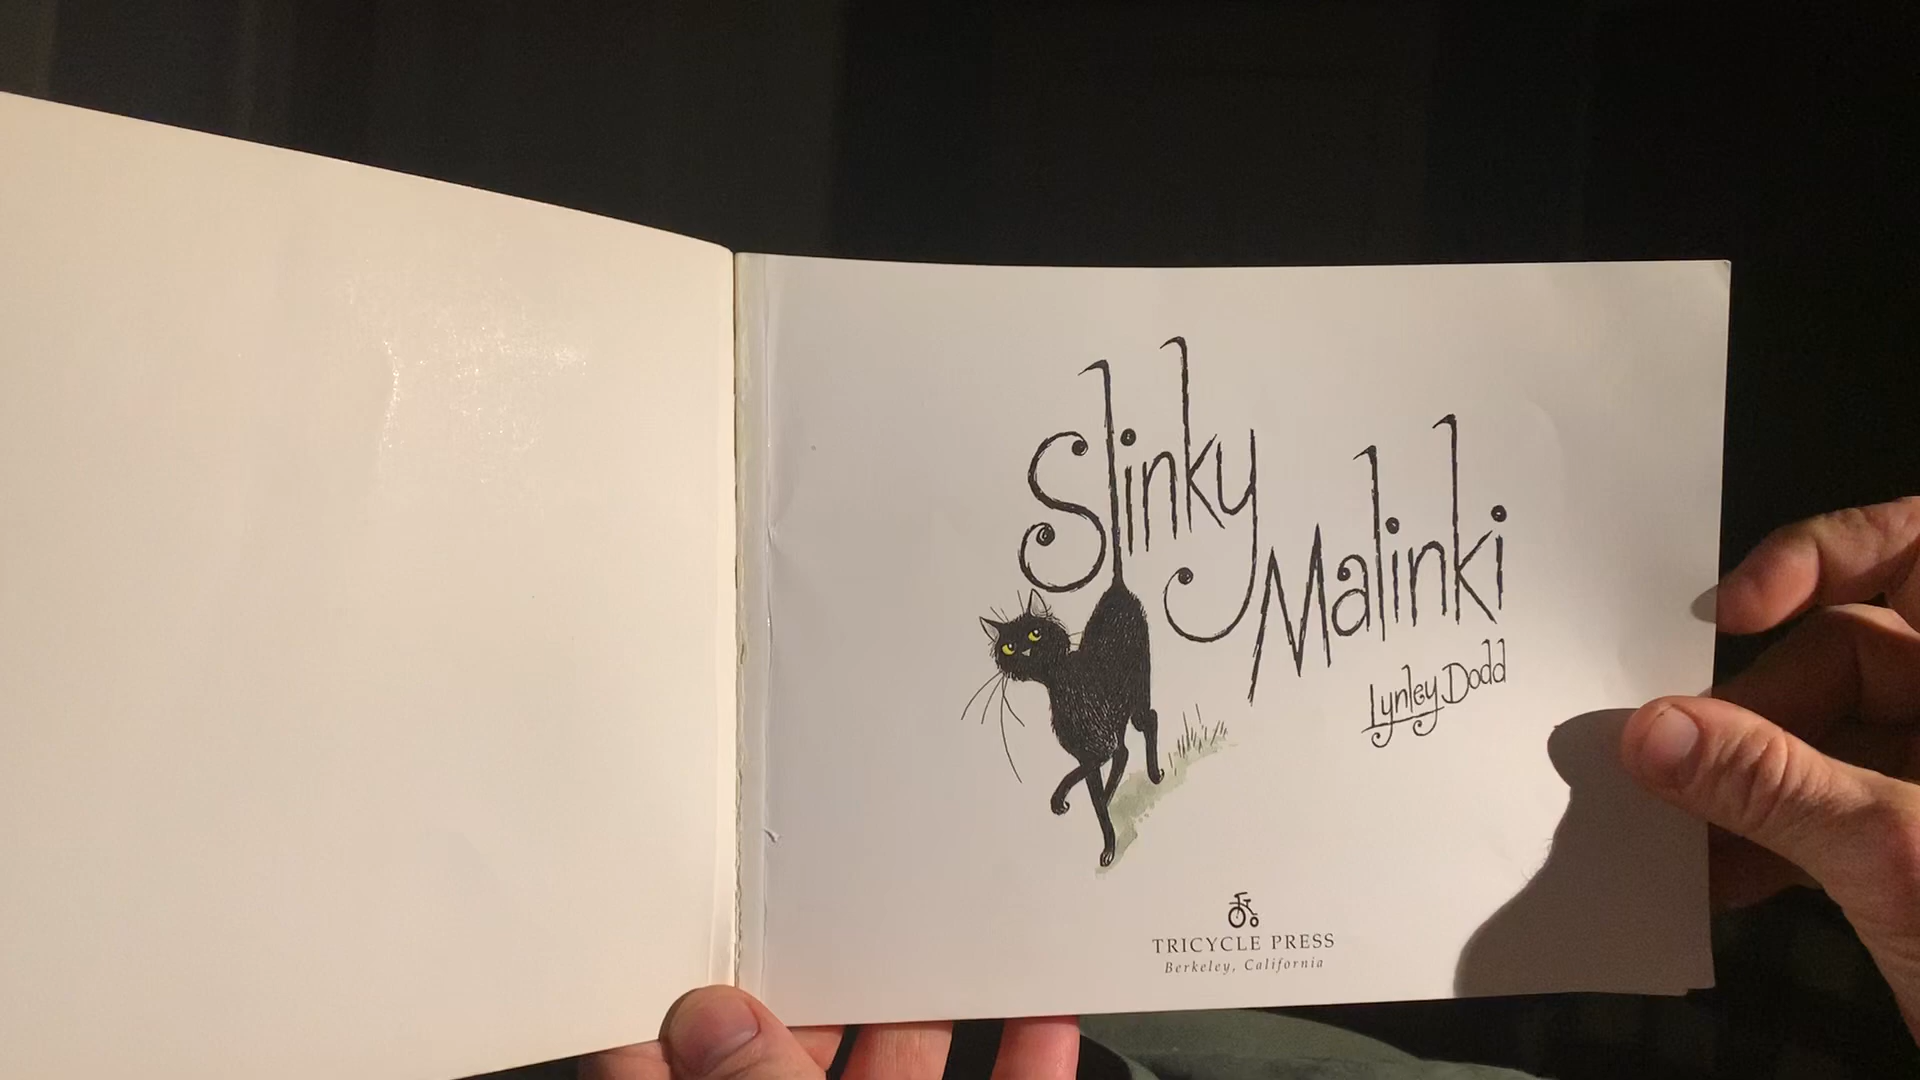 Slinky
Malinki
Lynley Dodd
TRICYCLE PRESS
Berkeley, California